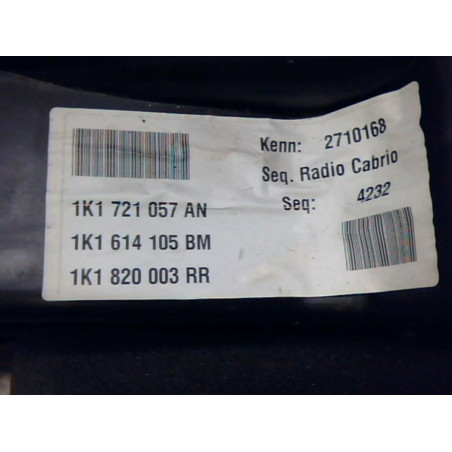 1K1 721 057 AN
1K1 614 105 BM
1K1 820 003 RR
Kenn: 2710168
Seq. Radio Cabrio
Seq: 4232